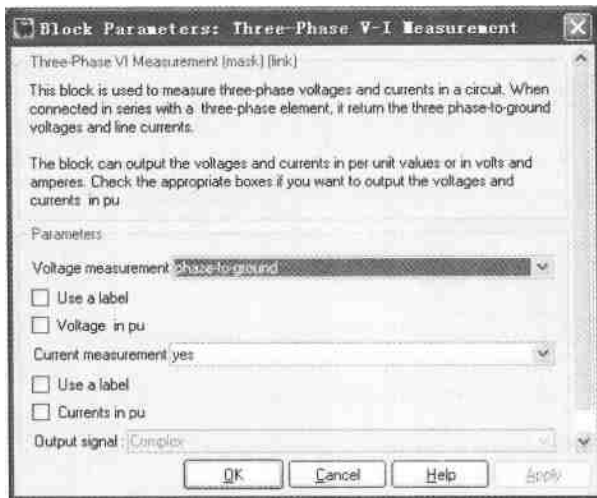 Block Parameters: Three-Phase V-I Measurement
Three-Phase VI Measurement (mask) (link)
This block is used to measure three-phase voltages and currents in a circuit. When
connected in series with a three-phase element, it return the three phase-to-ground
voltages and line currents.
The block can output the voltages and currents in per unit values or in volts and
amperes. Check the appropriate boxes if you want to output the voltages and
currents in pu
Parameters
Voltage measurement phase-to-ground
Use a label
Voltage in pu
Current measurement yes
Use a label
Currents in pu
Output signal : Complex
OK Cancel Help Apply